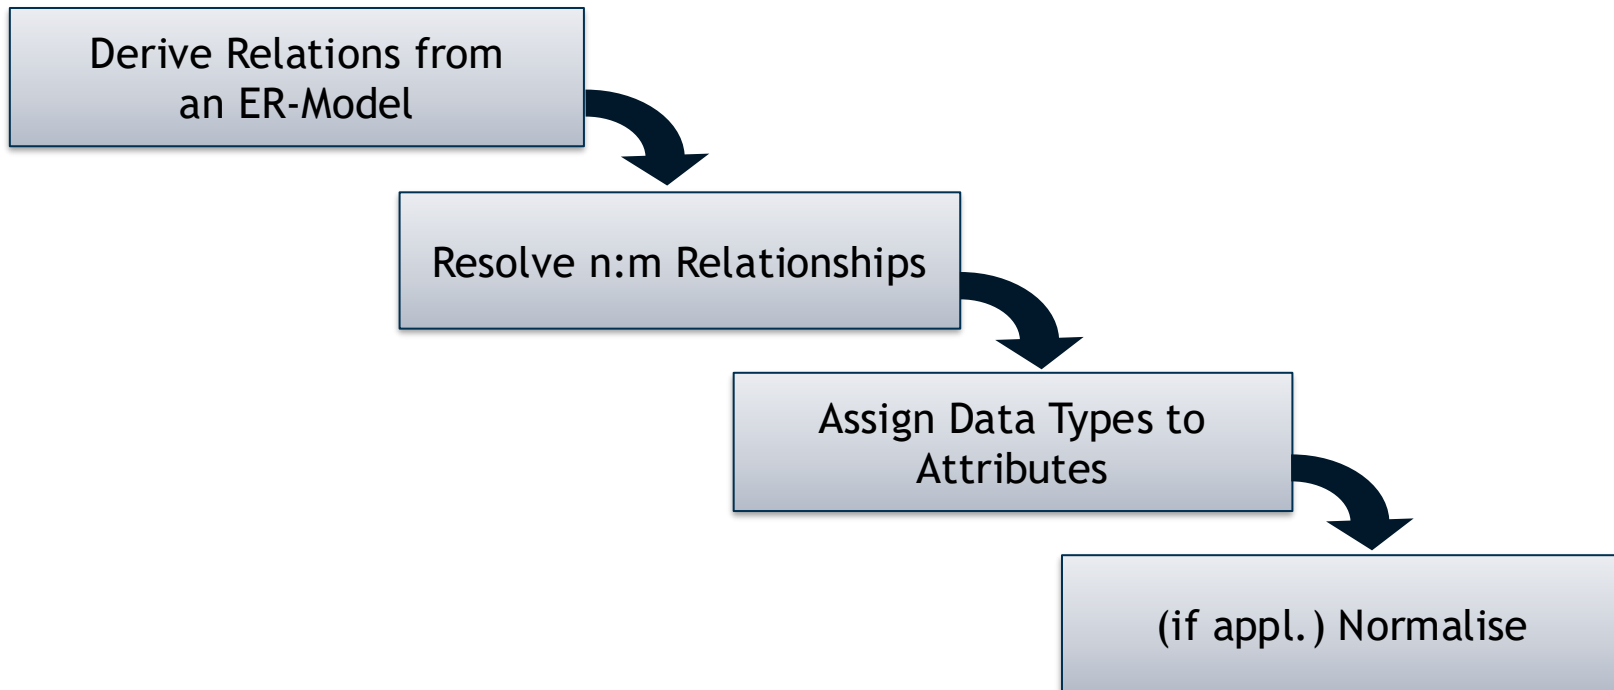 Derive Relations from
an ER-Model
Resolve n:m Relationships
Assign Data Types to
Attributes
(if appl.) Normalise